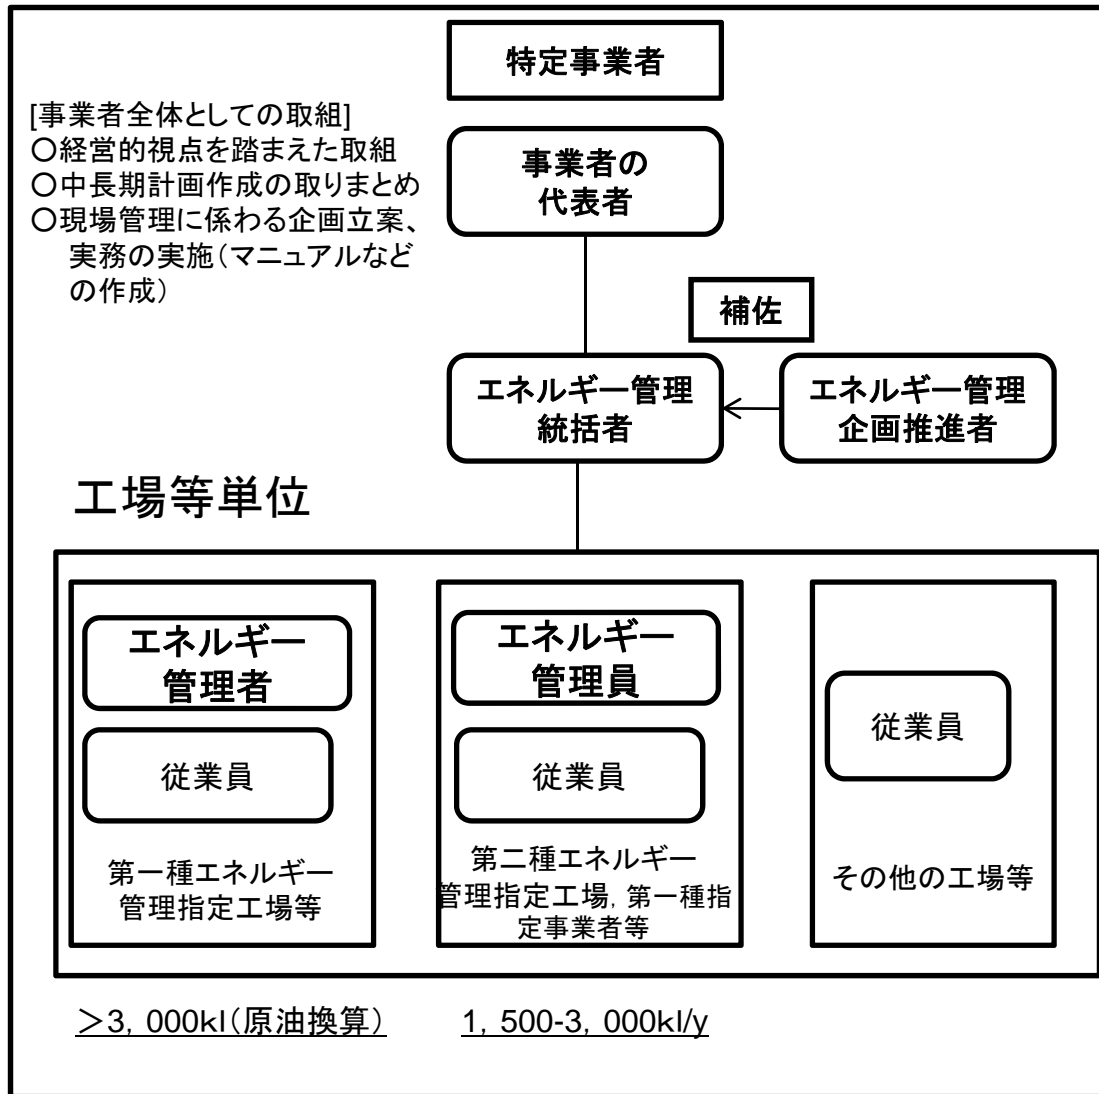 特定事業者
[事業者全体としての取組]
〇経営的視点を踏まえた取組
〇中長期計画作成の取りまとめ
〇現場管理に係わる企画立案、
実務の実施(マニュアルなど
の作成)
事業者の
代表者
補佐
エネルギー管理
統括者
エネルギー管理
企画推進者
工場等単位
エネルギー
管理者
従業員
第一種エネルギー
管理指定工場等
エネルギー
管理員
従業員
第二種エネルギー
管理指定工場, 第一種指
定事業者等
従業員
その他の工場等
>3, 000kl(原油換算)
1, 500-3, 000kl/y